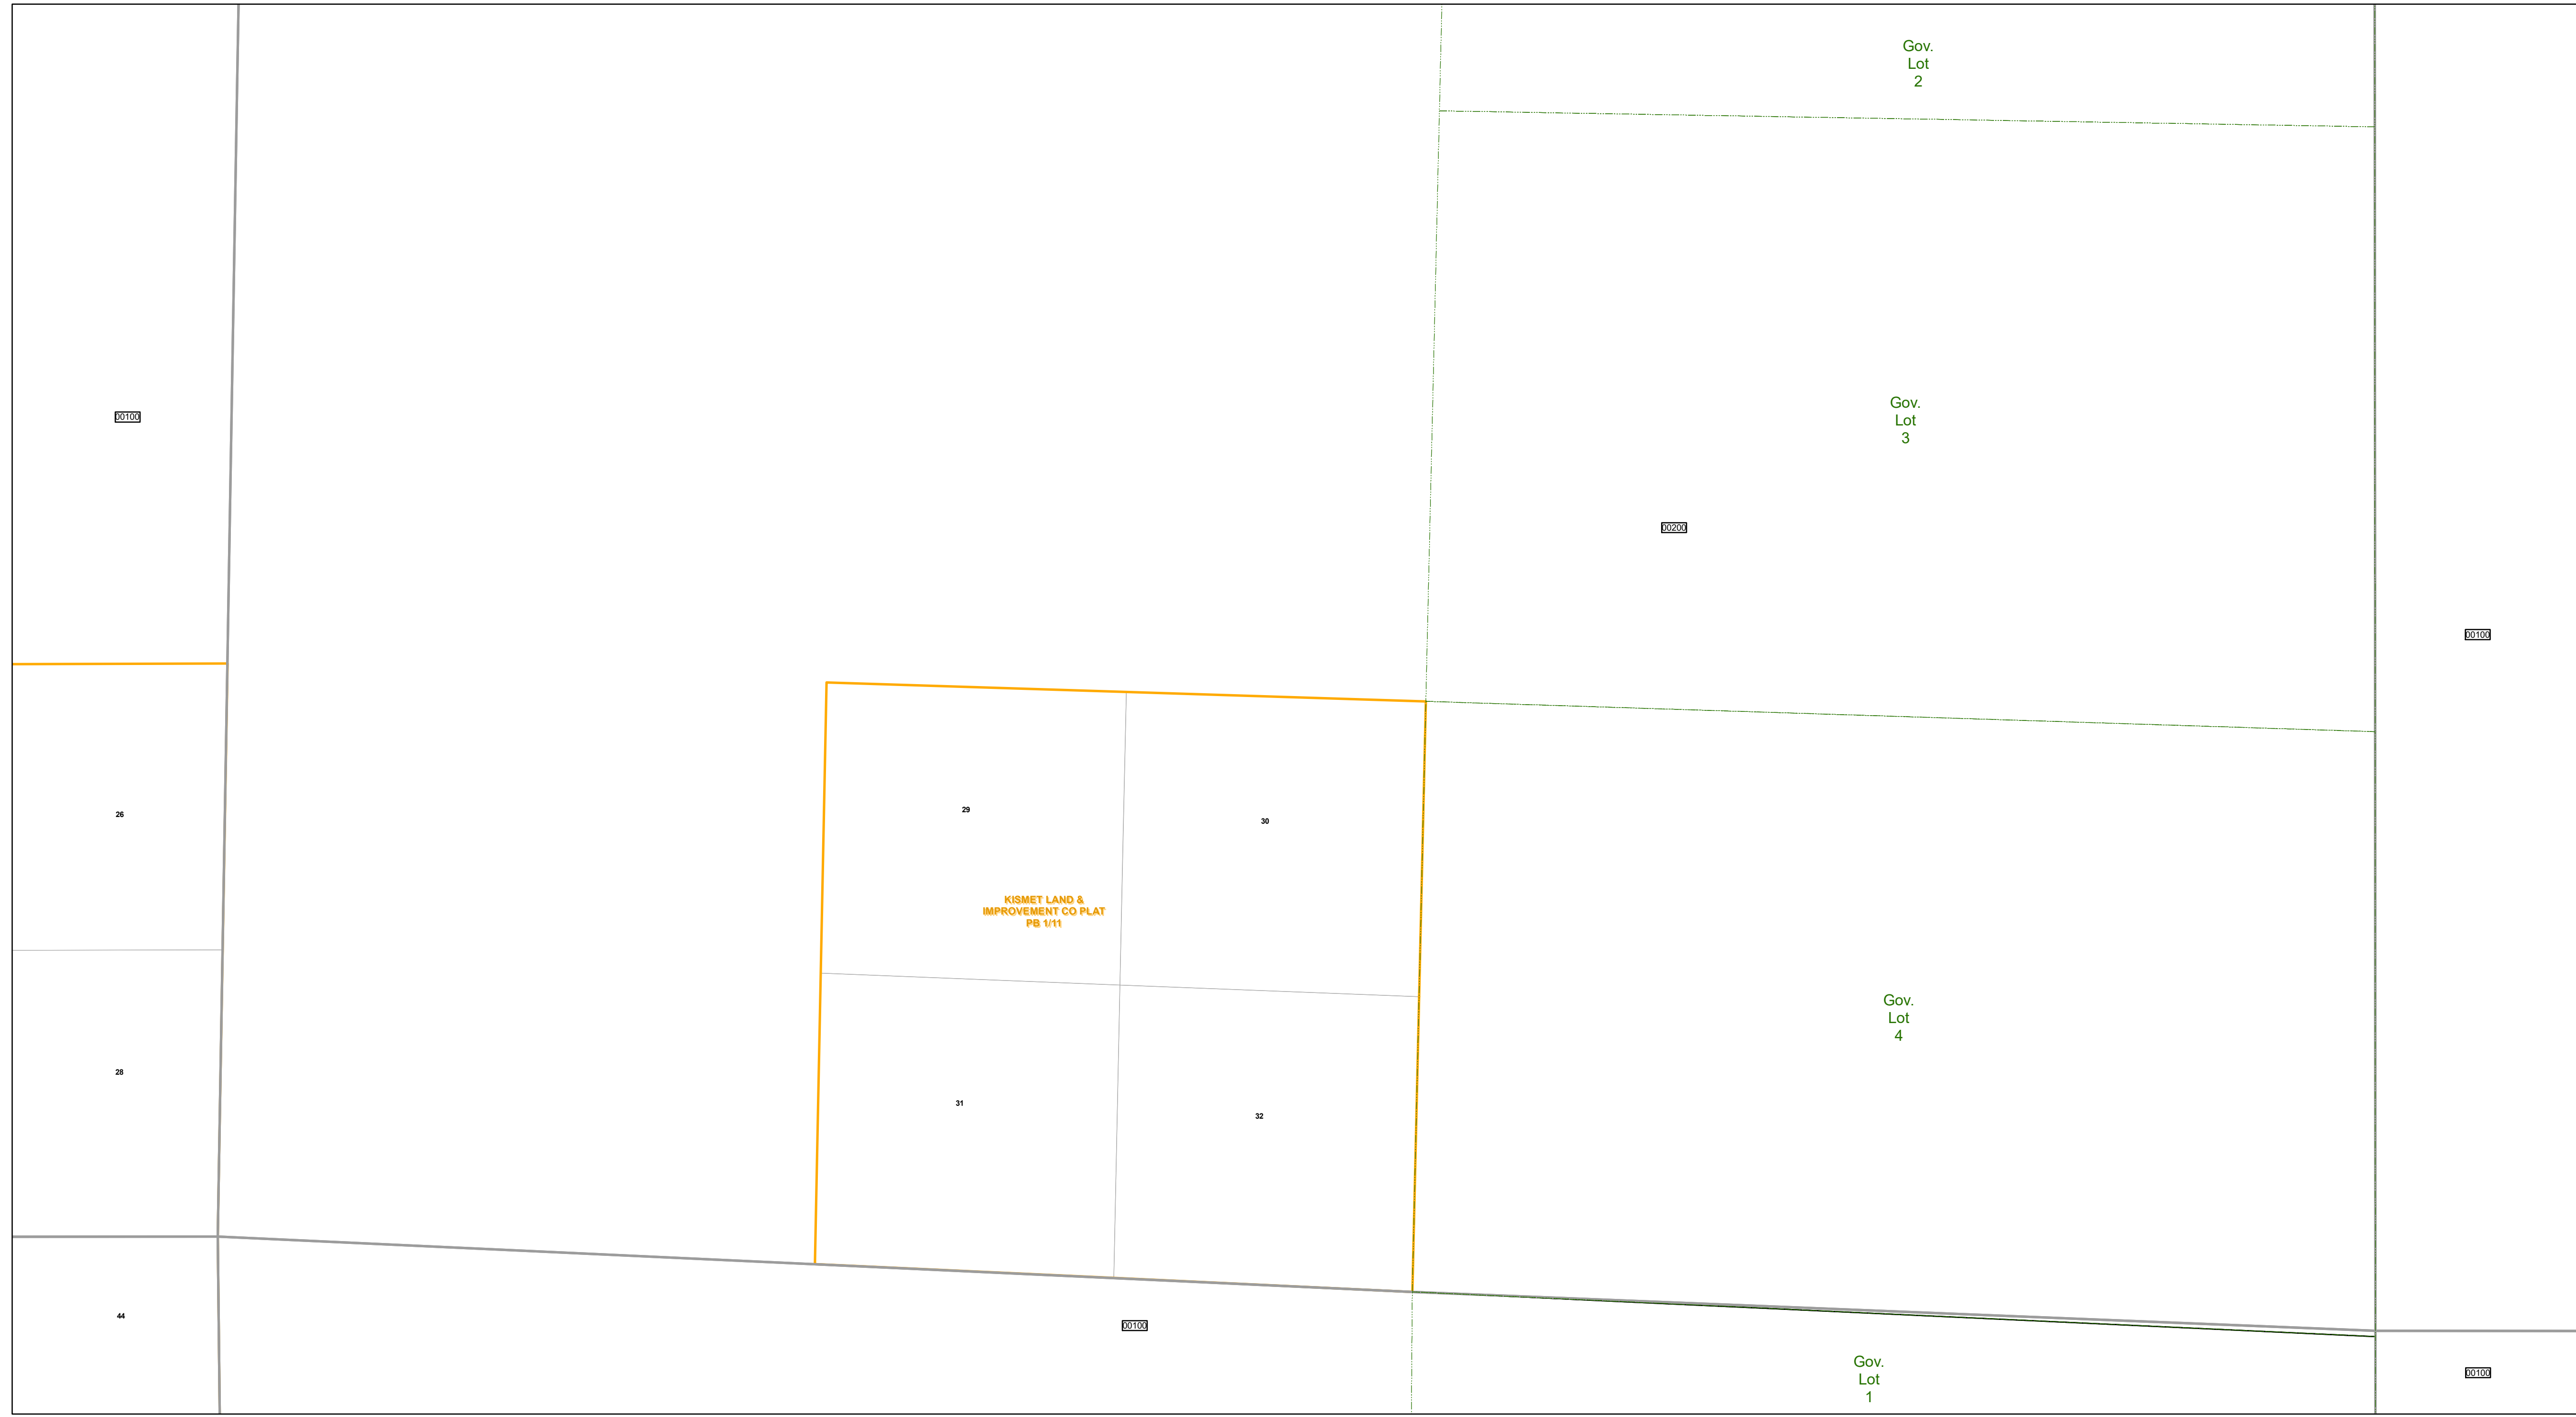 Gov.
Lot
2
00100
Gov.
Lot
3
00200
00100
26
29
30
KISMET LAND &
IMPROVEMENT CO PLAT
PB 1/11
Gov.
Lot
4
28
31
32
44
00100
Gov.
Lot
1
00100